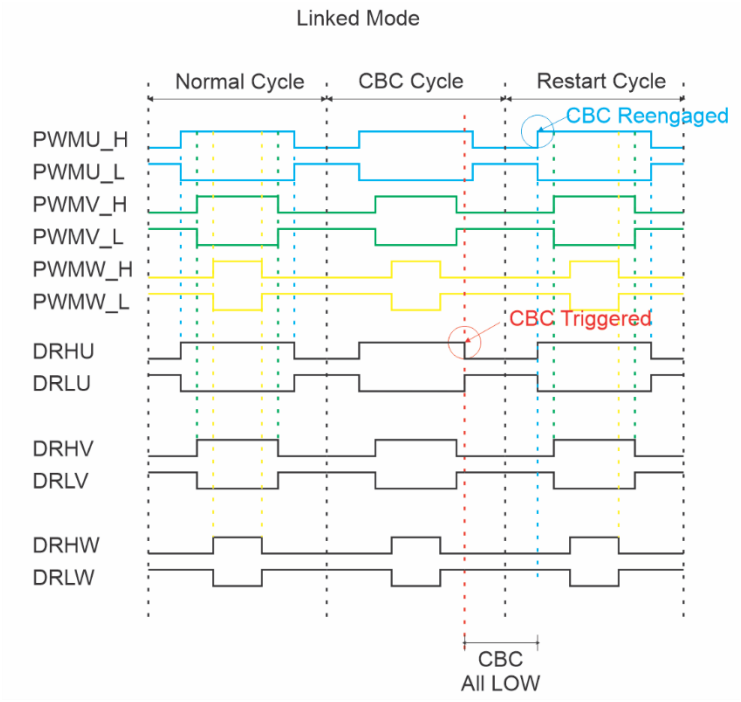 Linked Mode
Normal Cycle CBC Cycle Restart Cycle
CBC Reengaged
PWMU_H
PWMU_L
PWMV_H
PWMV_L
PWMW_H
PWMW_L
CBC Triggered
DRHU
DRLU
DRHV
DRLV
DRHW
DRLW
CBC
All LOW